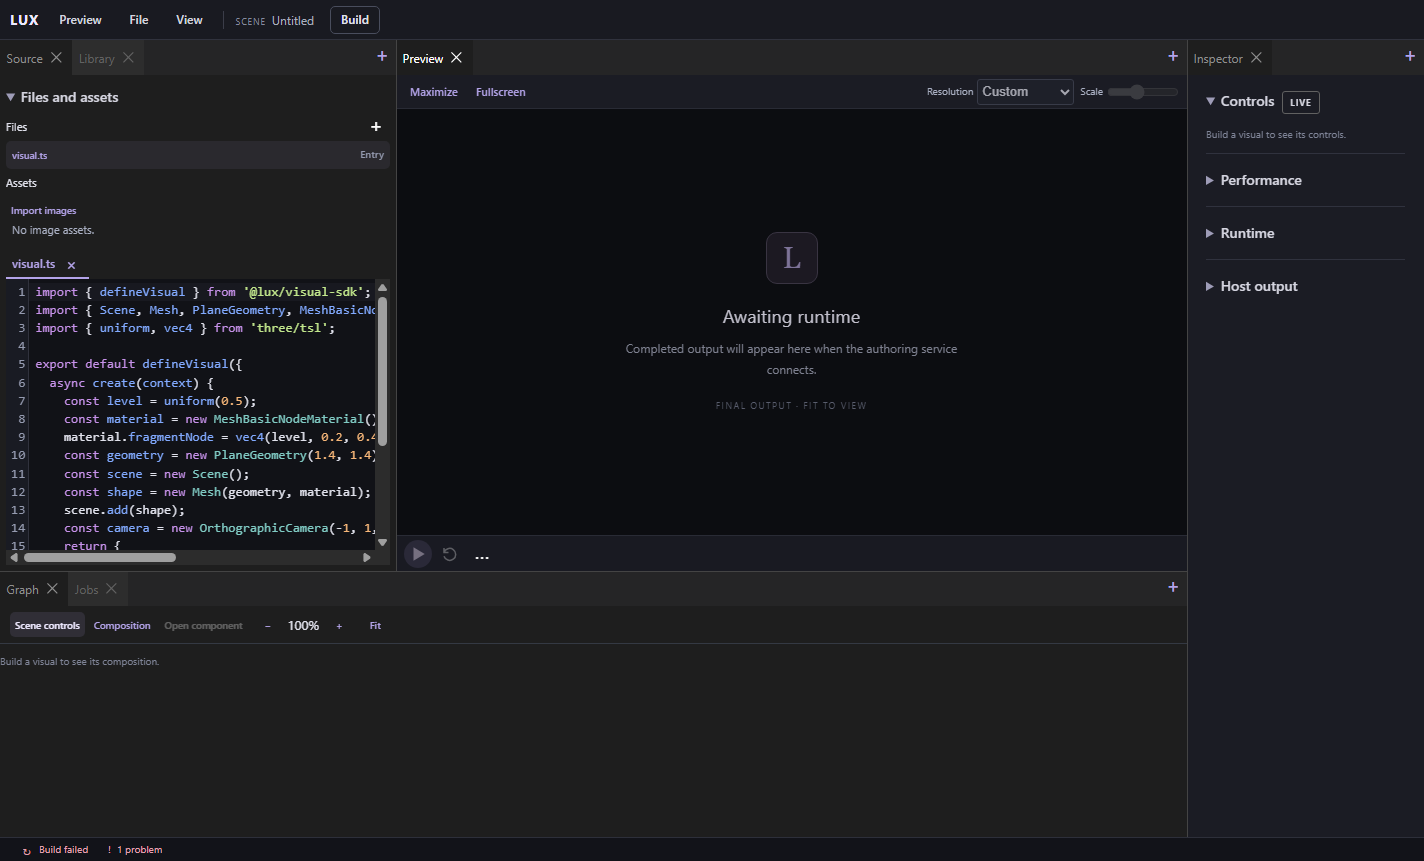 LUX Preview File View SCENE Untitled Build
Source Library + Preview + Inspector +
Maximize Fullscreen Resolution Custom Scale
Files and assets
Files +
visual.ts Entry
Assets
Import images
No image assets.
visual.ts x
1 import { defineVisual } from '@lux/visual-sdk';
2 import { Scene, Mesh, PlaneGeometry, MeshBasicNo
3 import { uniform, vec4 } from 'three/tsl';
4
5 export default defineVisual({
6 async create(context) {
7 const level = uniform(0.5);
8 const material = new MeshBasicNodeMaterial()
9 material.fragmentNode = vec4(level, 0.2, 0.4
10 const geometry = new PlaneGeometry(1.4, 1.4)
11 const scene = new Scene();
12 const shape = new Mesh(geometry, material);
13 scene.add(shape);
14 const camera = new OrthographicCamera(-1, 1,
15 return {
L
Awaiting runtime
Completed output will appear here when the authoring service
connects.
FINAL OUTPUT · FIT TO VIEW
...
Controls LIVE
Build a visual to see its controls.
Performance
Runtime
Host output
Graph Jobs +
Scene controls Composition Open component − 100% + Fit
Build a visual to see its composition.
Build failed ! 1 problem